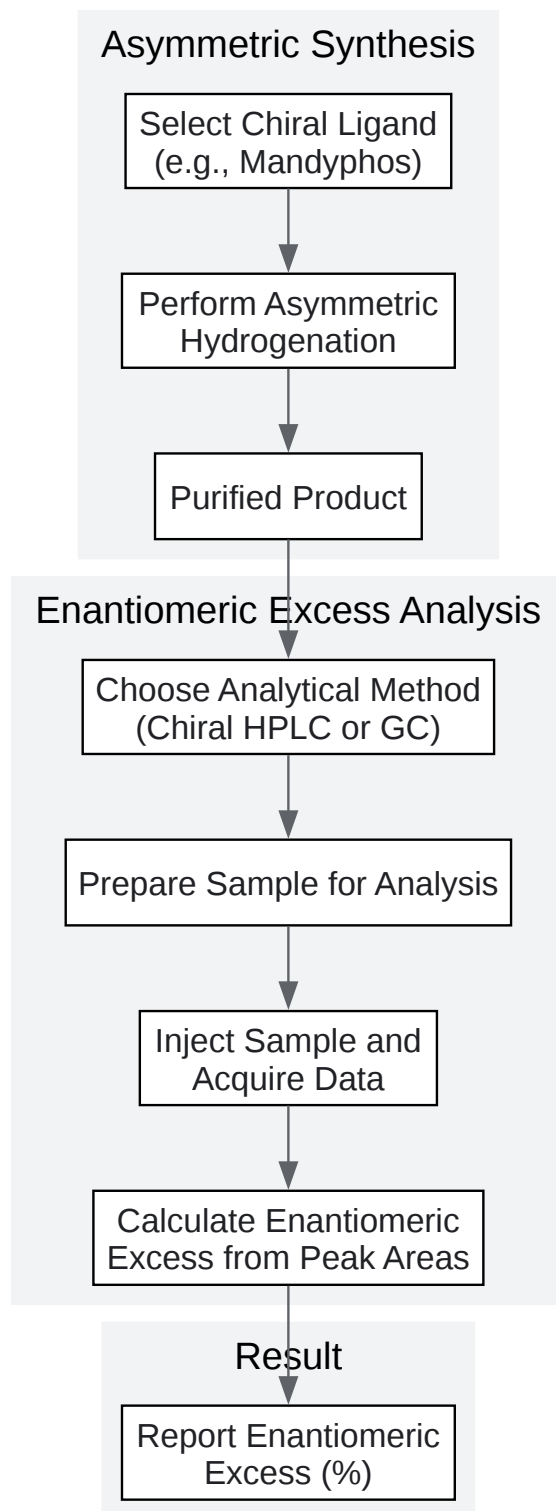 Asymmetric Synthesis
Select Chiral Ligand
(e.g., Mandyphos)
Perform Asymmetric
Hydrogenation
Purified Product
Enantiomeric Excess Analysis
Choose Analytical Method
(Chiral HPLC or GC)
Prepare Sample for Analysis
Inject Sample and
Acquire Data
Calculate Enantiomeric
Excess from Peak Areas
Result
Report Enantiomeric
Excess (%)